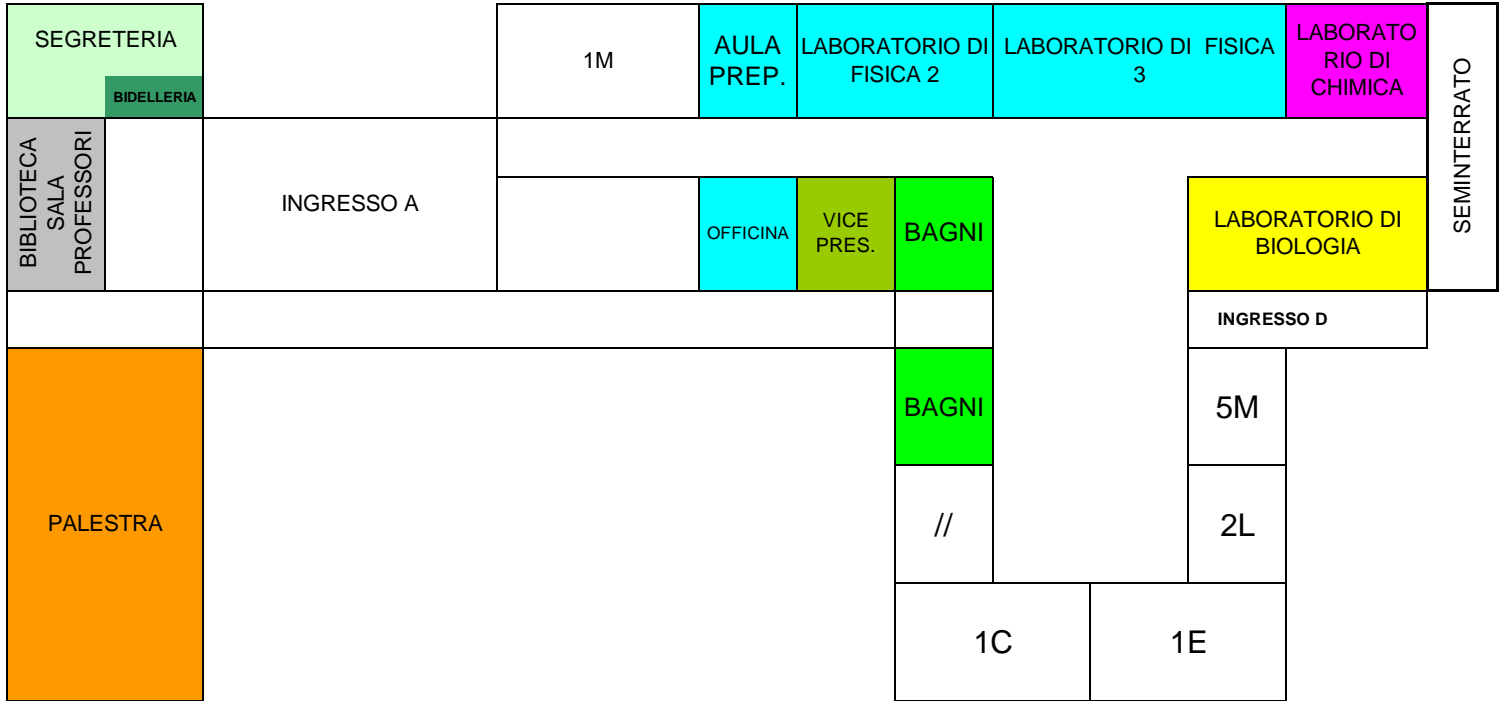 SEGRETERIA
BIDELLERIA
1M
AULA
PREP.
LABORATORIO DI
FISICA 2
LABORATORIO DI FISICA
3
LABORATO
RIO DI
CHIMICA
SEMINTERRATO
BIBLIOTECA
SALA
PROFESSORI
INGRESSO A
OFFICINA
VICE
PRES.
BAGNI
LABORATORIO DI
BIOLOGIA
INGRESSO D
PALESTRA
BAGNI
5M
//
2L
1C
1E